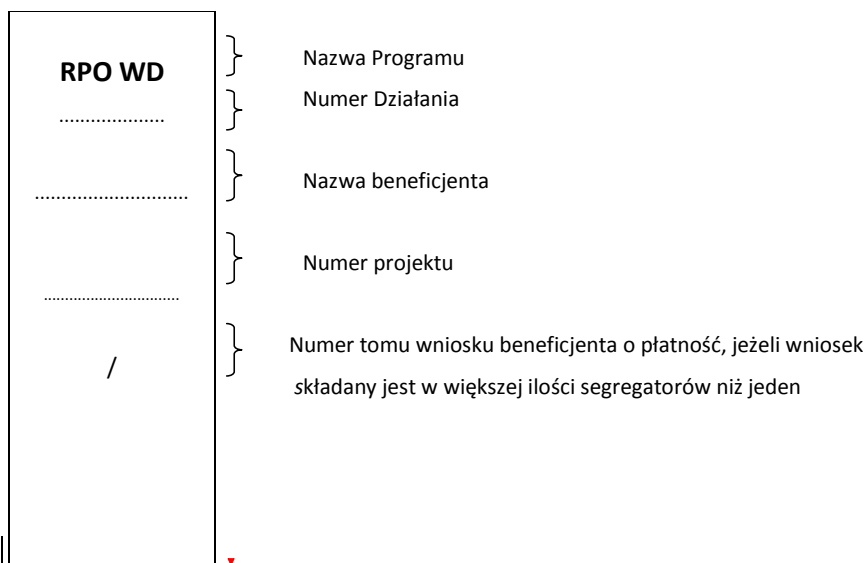 RPO WD
Nazwa Programu
....................
Numer Działania
.............................
Nazwa beneficjenta
................................
Numer projektu
/
Numer tomu wniosku beneficjenta o płatność, jeżeli wniosek
składany jest w większej ilości segregatorów niż jeden